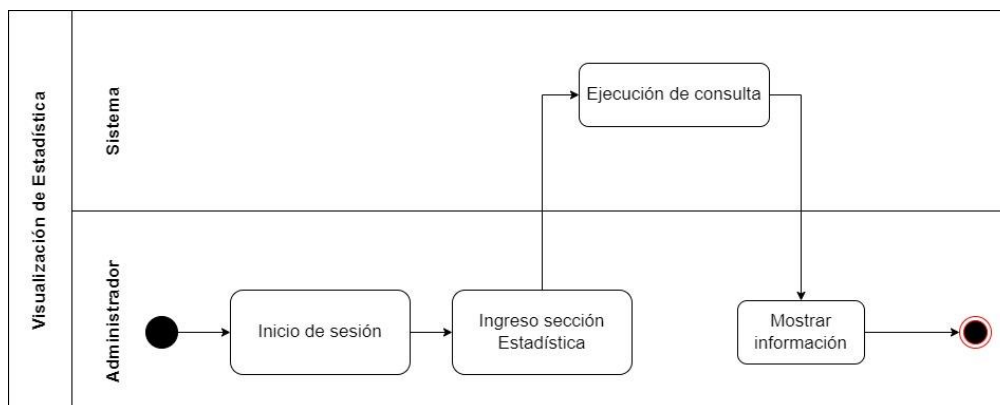 Visualización de Estadística
Sistema
Ejecución de consulta
Administrador
Inicio de sesión
Ingreso sección
Estadística
Mostrar
información